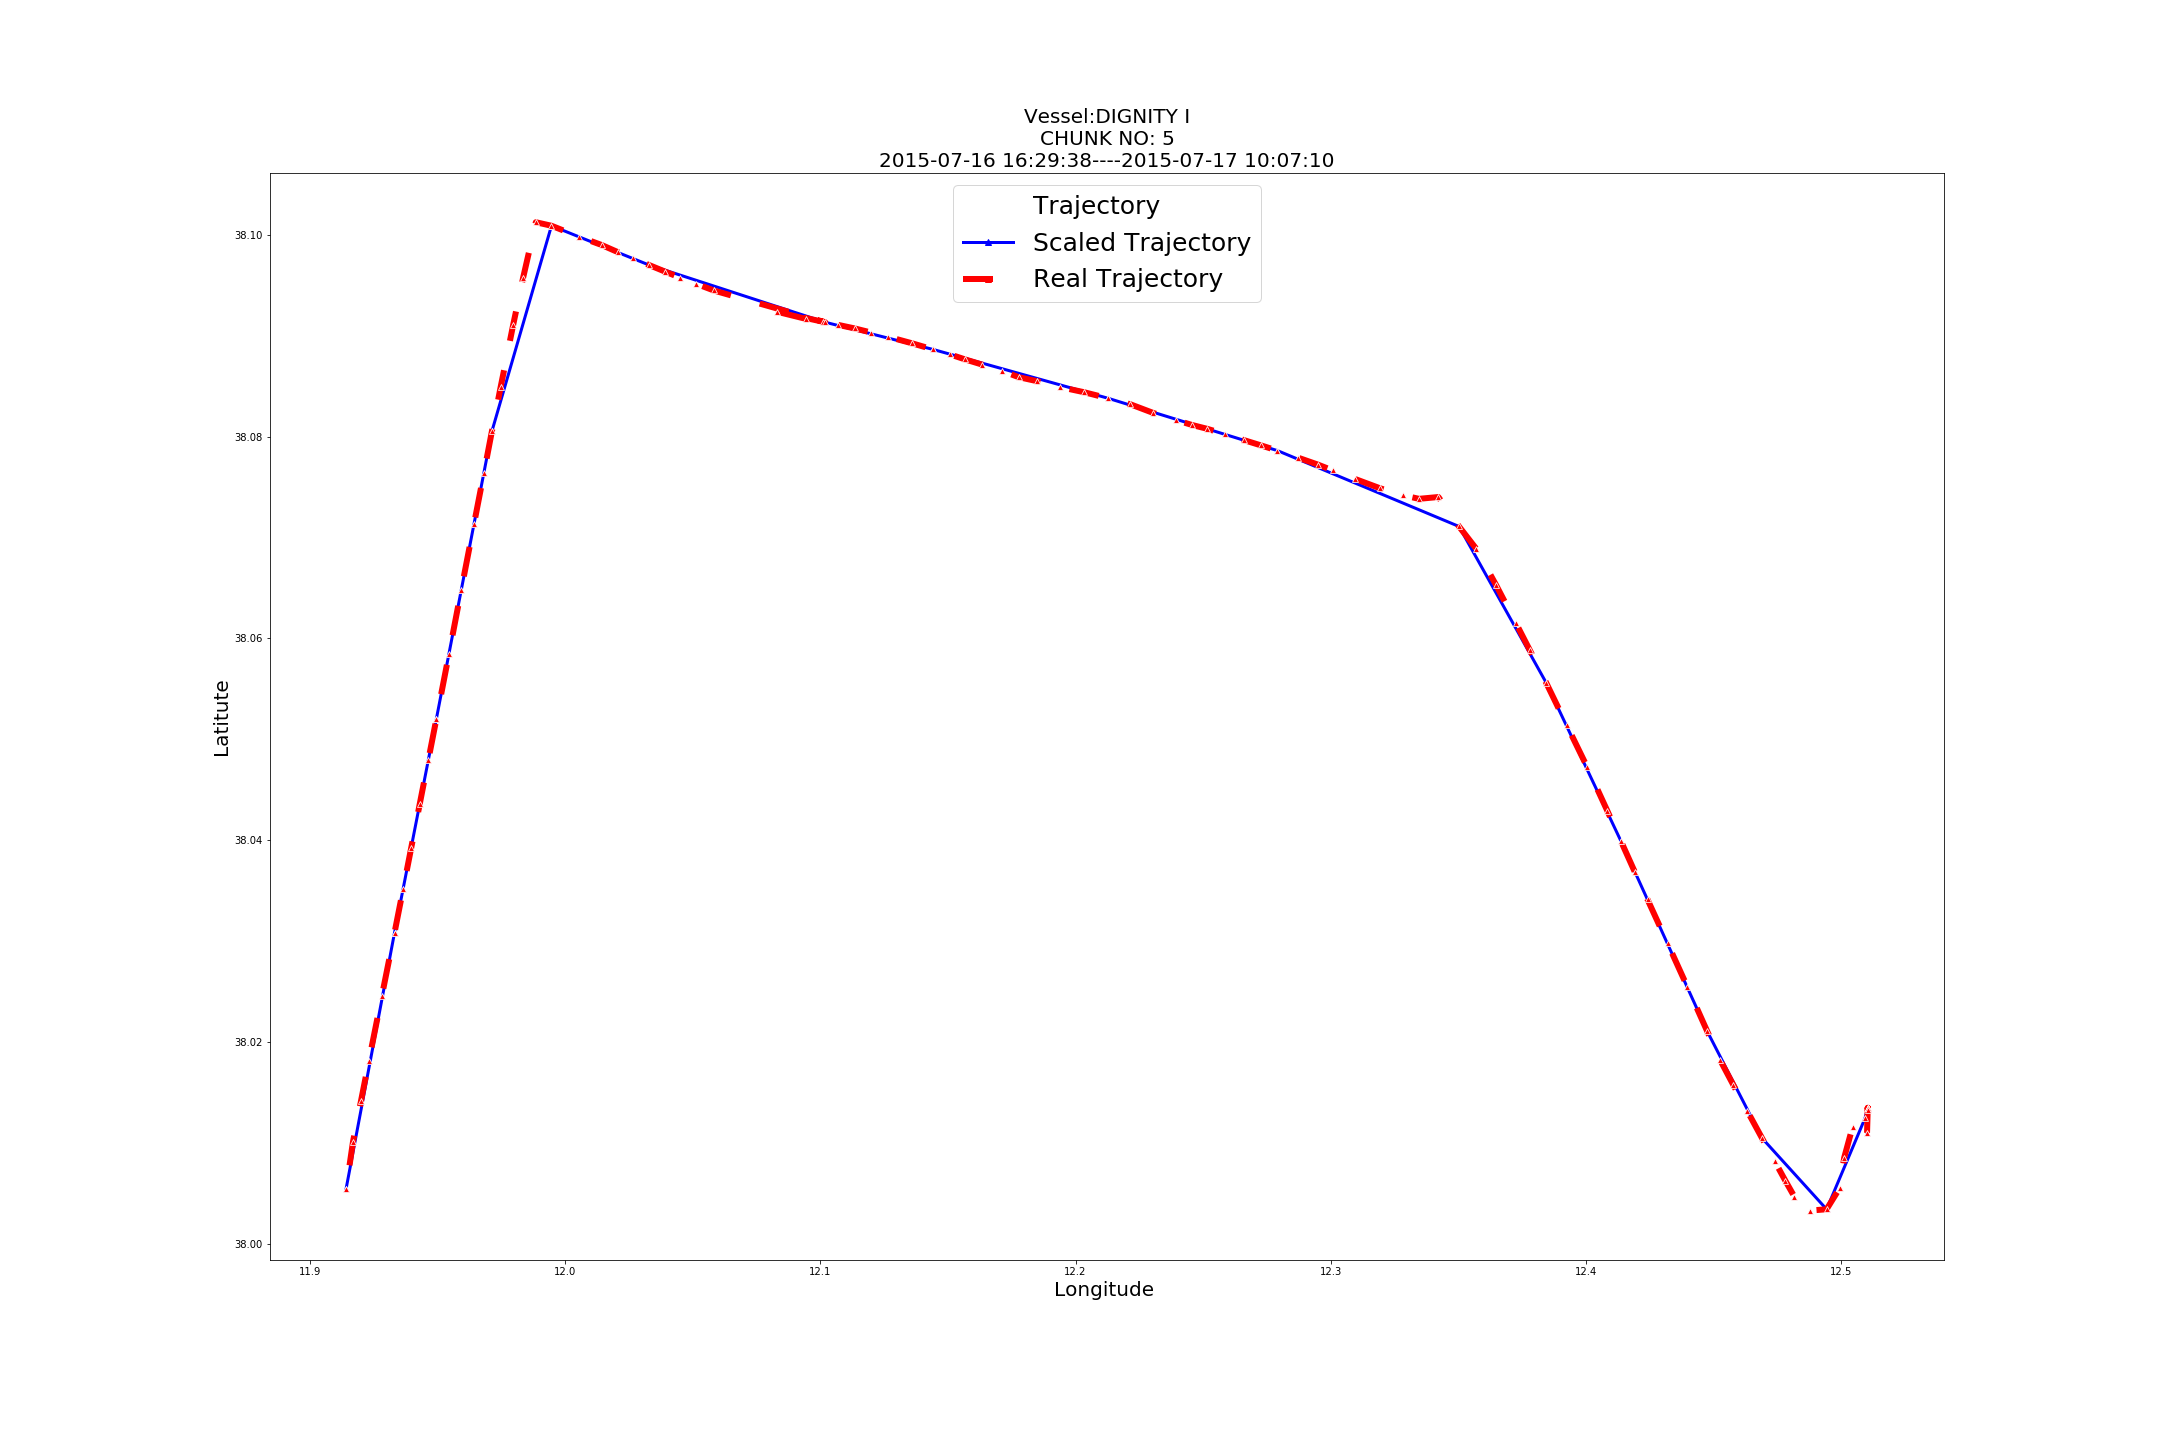 Vessel:DIGNITY I
CHUNK NO: 5
2015-07-16 16:29:38----2015-07-17 10:07:10
Trajectory
Scaled Trajectory
Real Trajectory
38.10
38.08
38.06
38.04
38.02
38.00
Latitute
11.9 12.0 12.1 12.2 12.3 12.4 12.5
Longitude